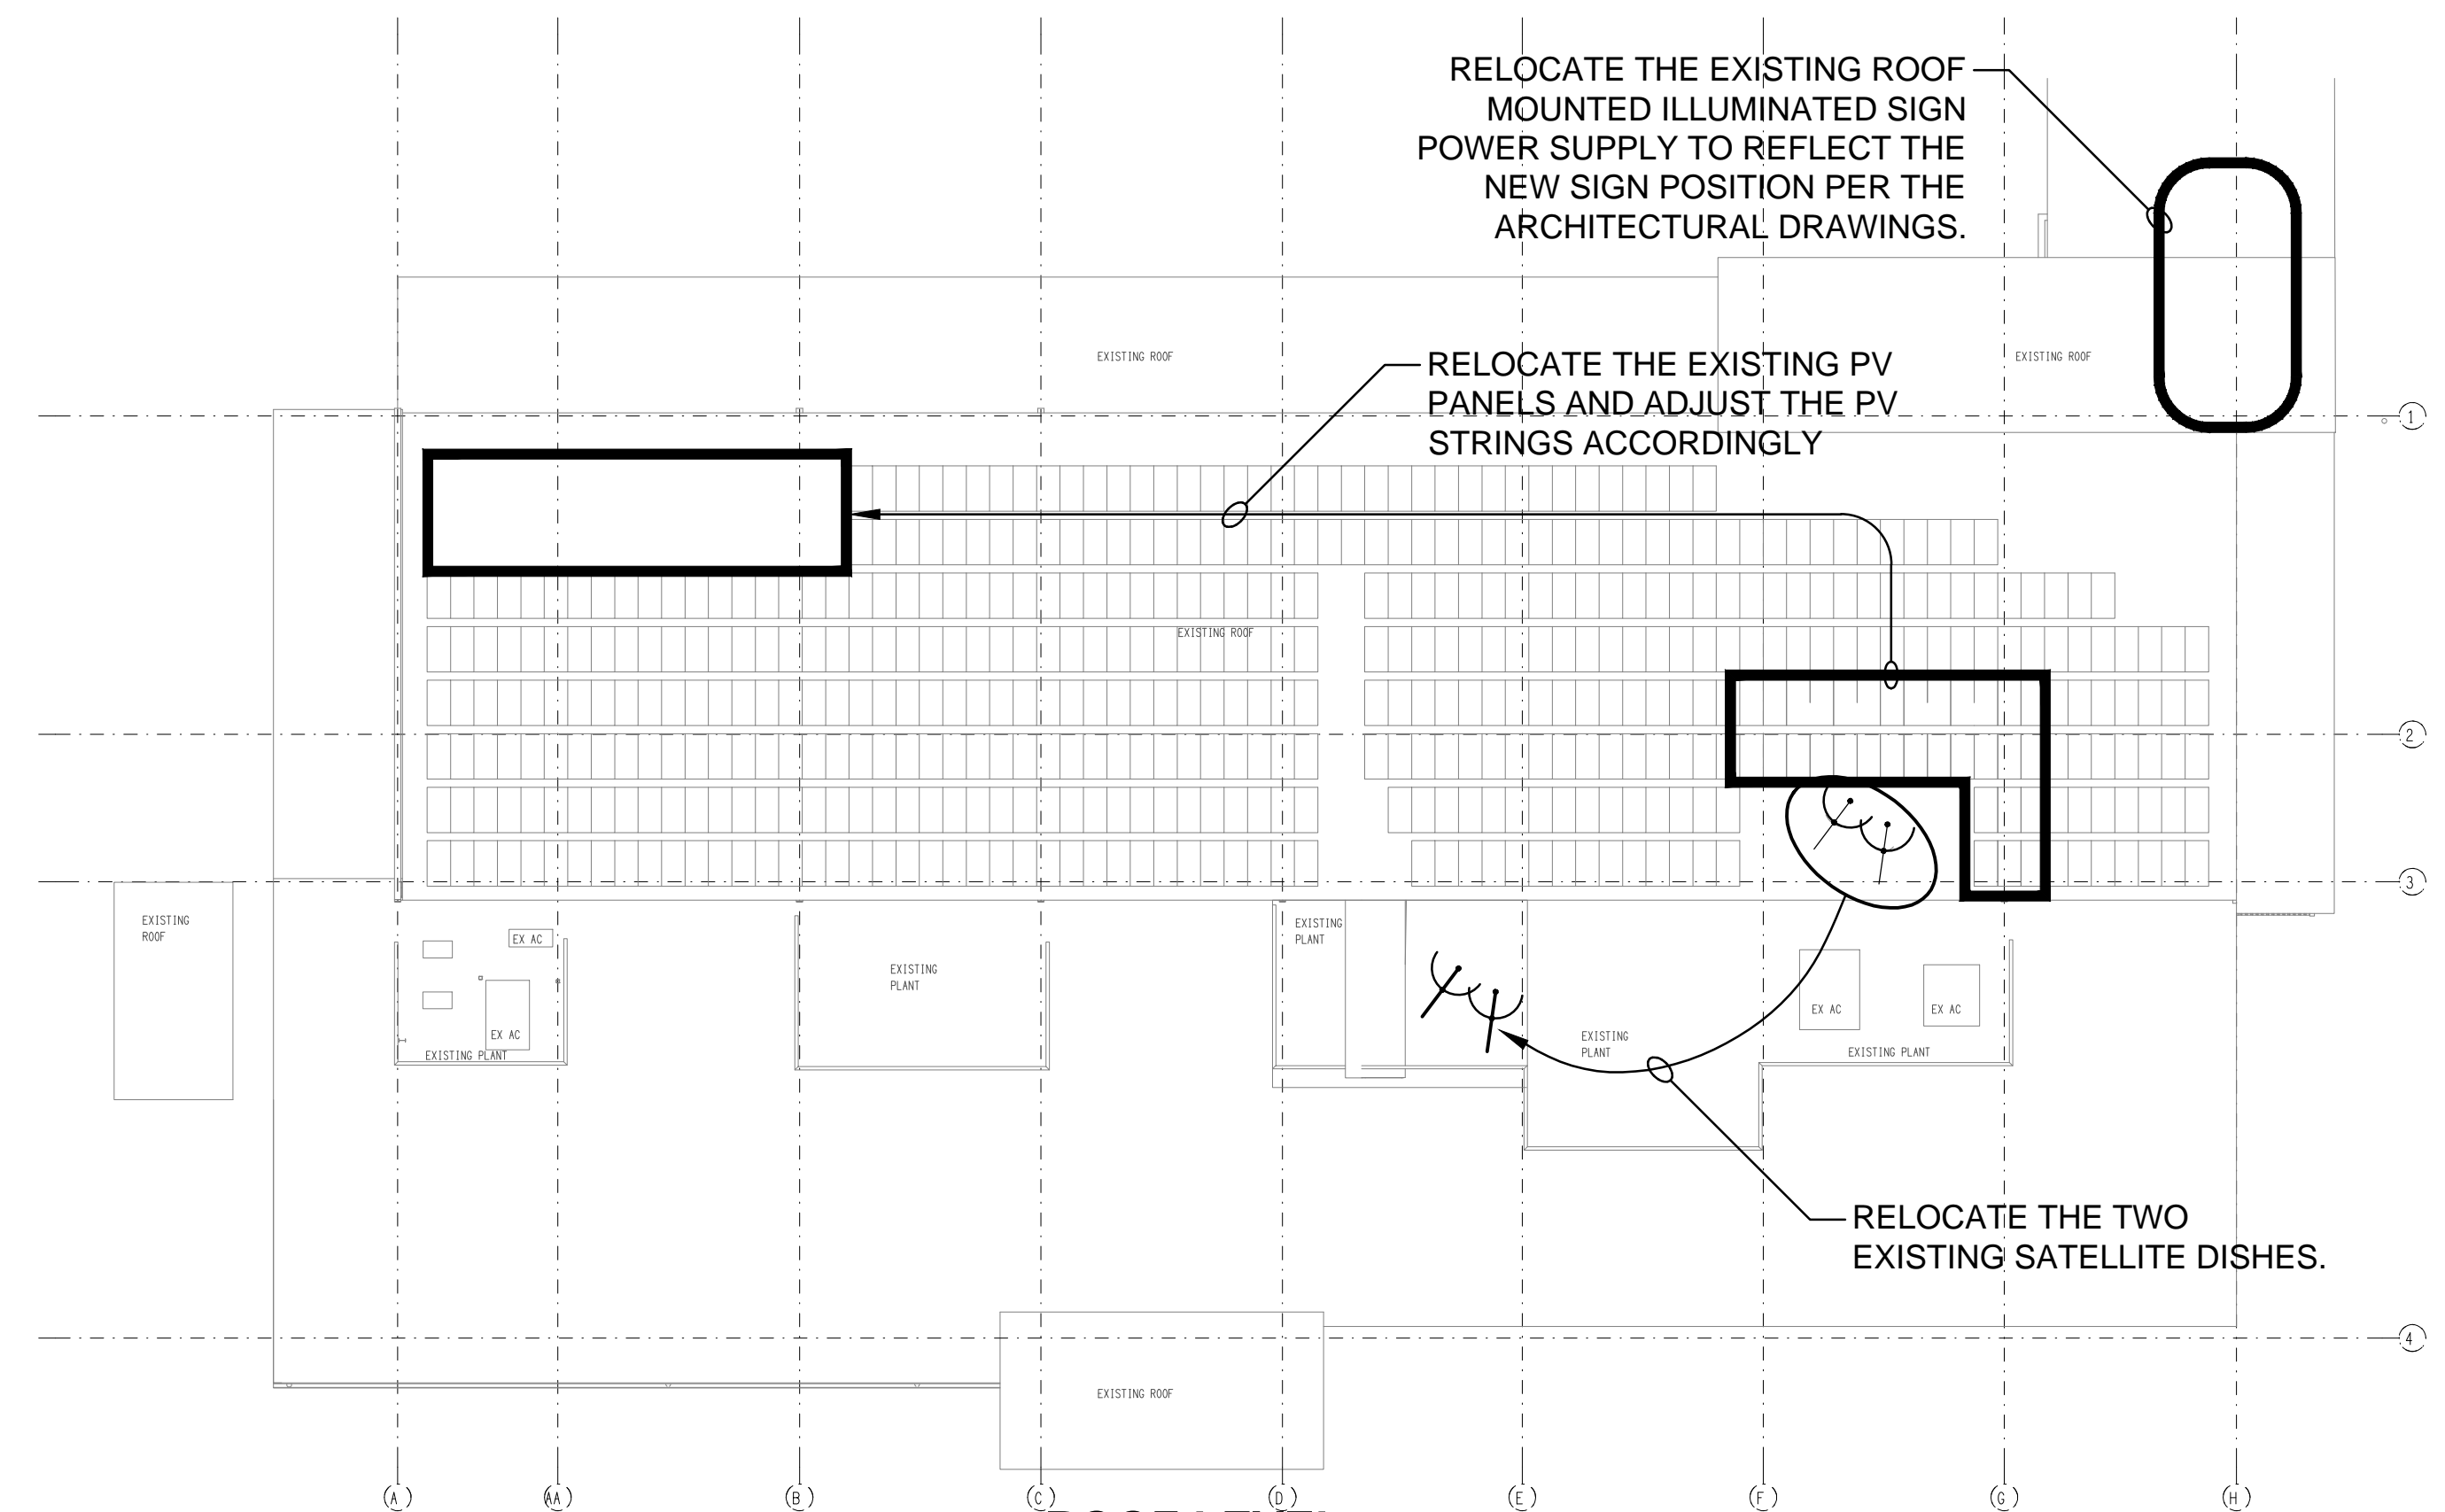 RELOCATE THE EXISTING ROOF
MOUNTED ILLUMINATED SIGN
POWER SUPPLY TO REFLECT THE
NEW SIGN POSITION PER THE
ARCHITECTURAL DRAWINGS.
EXISTING ROOF
EXISTING ROOF
RELOCATE THE EXISTING PV
PANELS AND ADJUST THE PV
STRINGS ACCORDINGLY
1
EXISTING ROOF
2
3
EXISTING
ROOF
EX AC
EX AC
EXISTING PLANT
EXISTING
PLANT
EXISTING
PLANT
EXISTING
PLANT
EX AC
EX AC
EXISTING PLANT
RELOCATE THE TWO
EXISTING SATELLITE DISHES.
4
EXISTING ROOF
A
AA
B
C
D
E
F
G
H